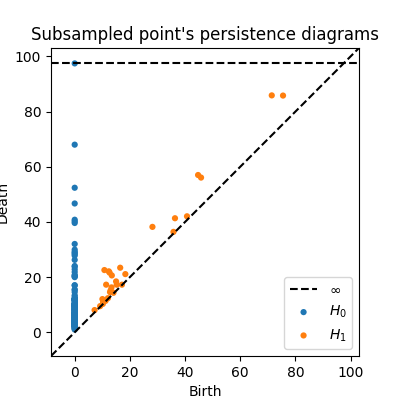 Subsampled point's persistence diagrams
100
80
60
40
20
0
Death
0 20 40 60 80 100
Birth
∞
H₀
H₁